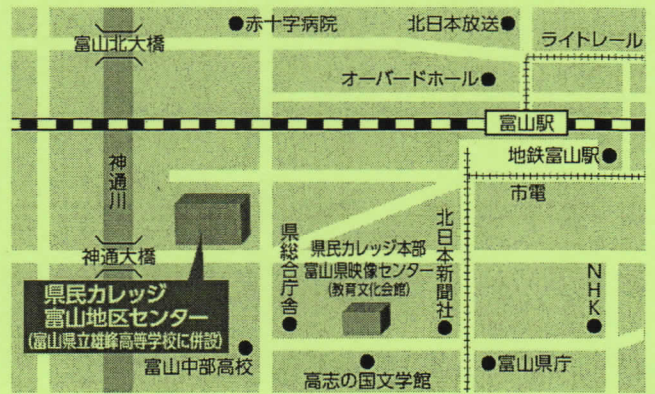 赤十字病院
北日本放送
富山北大橋
ライトレール
オーバードホール
富山駅
地鉄富山駅
神通川
市電
神通大橋
県総合庁舎
県民カレッジ本部
富山県映像センター
(教育文化会館)
北日本新聞社
NHK
県民カレッジ
富山地区センター
(富山県立雄峰高等学校に併設)
富山中部高校
高志の国文学館
富山県庁